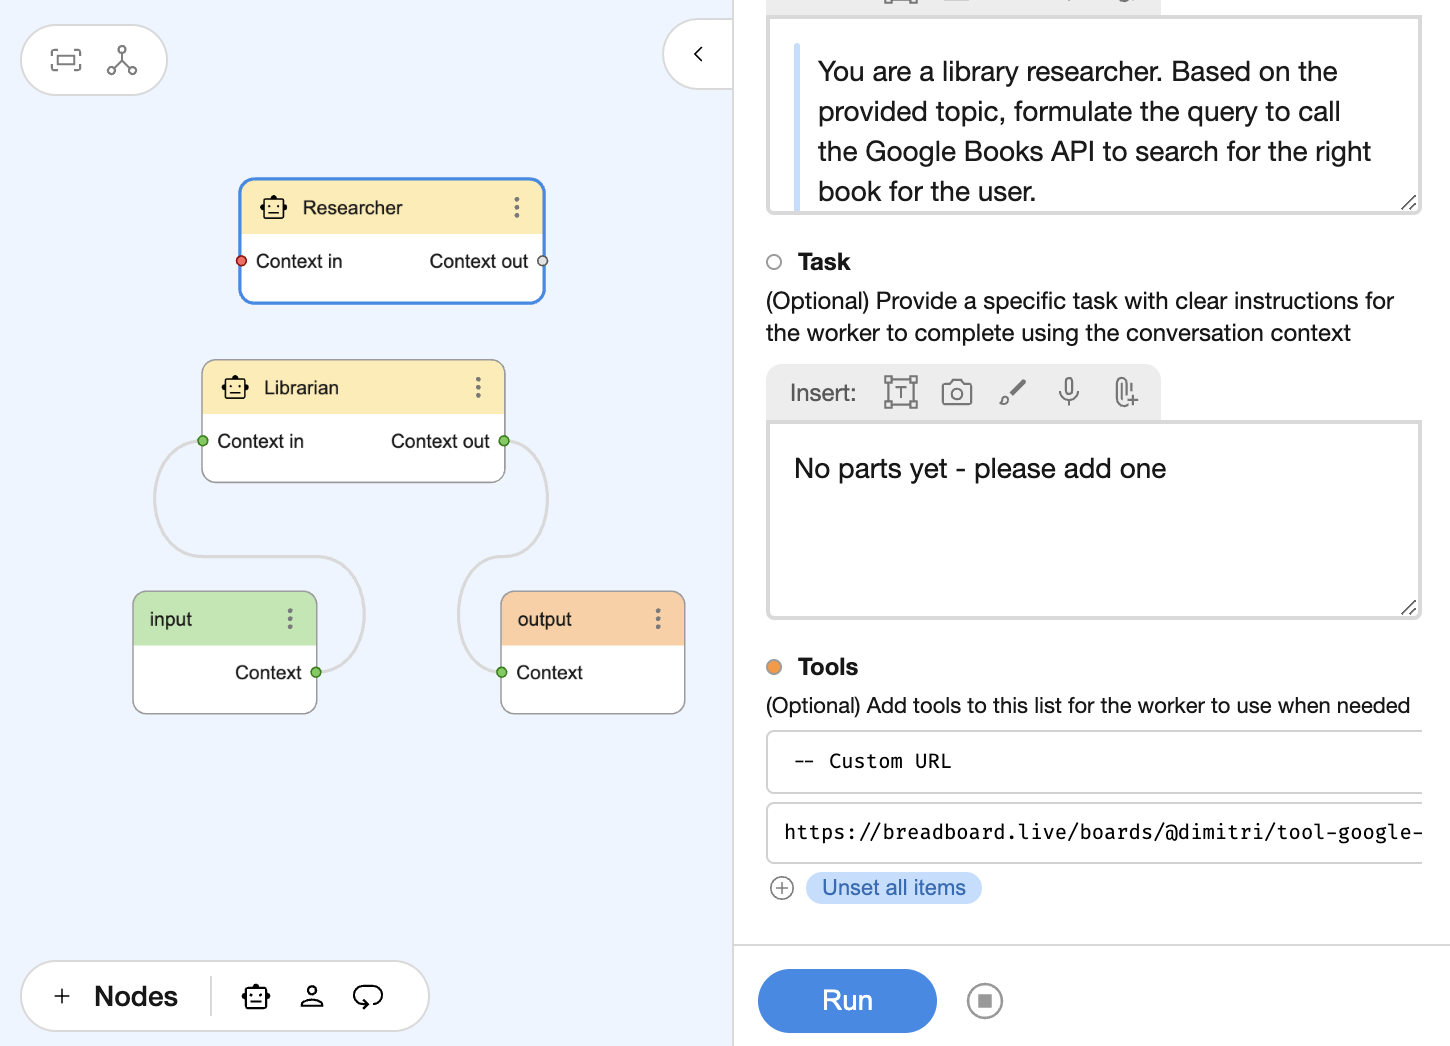 Researcher
Context in
Context out
Librarian
Context in
Context out
input
Context
output
Context
+ Nodes
You are a library researcher. Based on the
provided topic, formulate the query to call
the Google Books API to search for the right
book for the user.
Task
(Optional) Provide a specific task with clear instructions for
the worker to complete using the conversation context
Insert:
No parts yet - please add one
Tools
(Optional) Add tools to this list for the worker to use when needed
-- Custom URL
https://breadboard.live/boards/@dimitri/tool-google-
Unset all items
Run